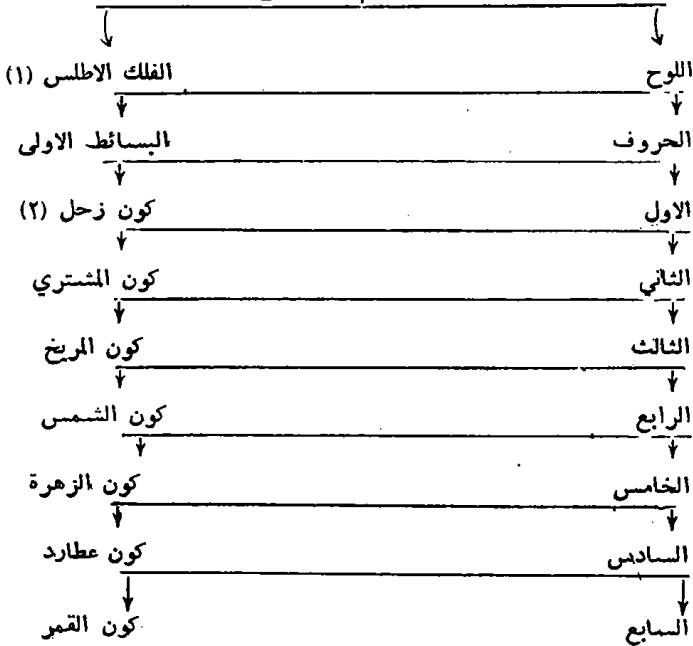 اللوح الفلك الاطلس (١)
الحروف البسائط الاولى
الاول كون زحل (٢)
الثاني كون المشتري
الثالث كون المريخ
الرابع كون الشمس
الخامس كون الزهرة
السادس كون عطارد
السابع كون القمر